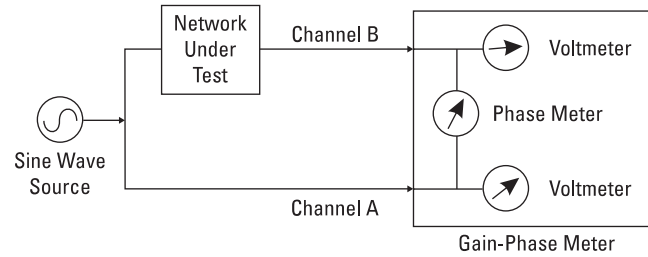 Network
Under
Test
Channel B
Voltmeter
Phase Meter
Sine Wave
Source
Voltmeter
Channel A
Gain-Phase Meter